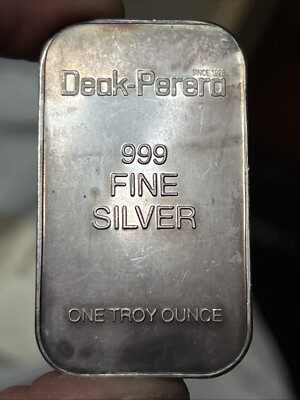 SINCE 1928
Deak-Perera
999
FINE
SILVER
ONE TROY OUNCE